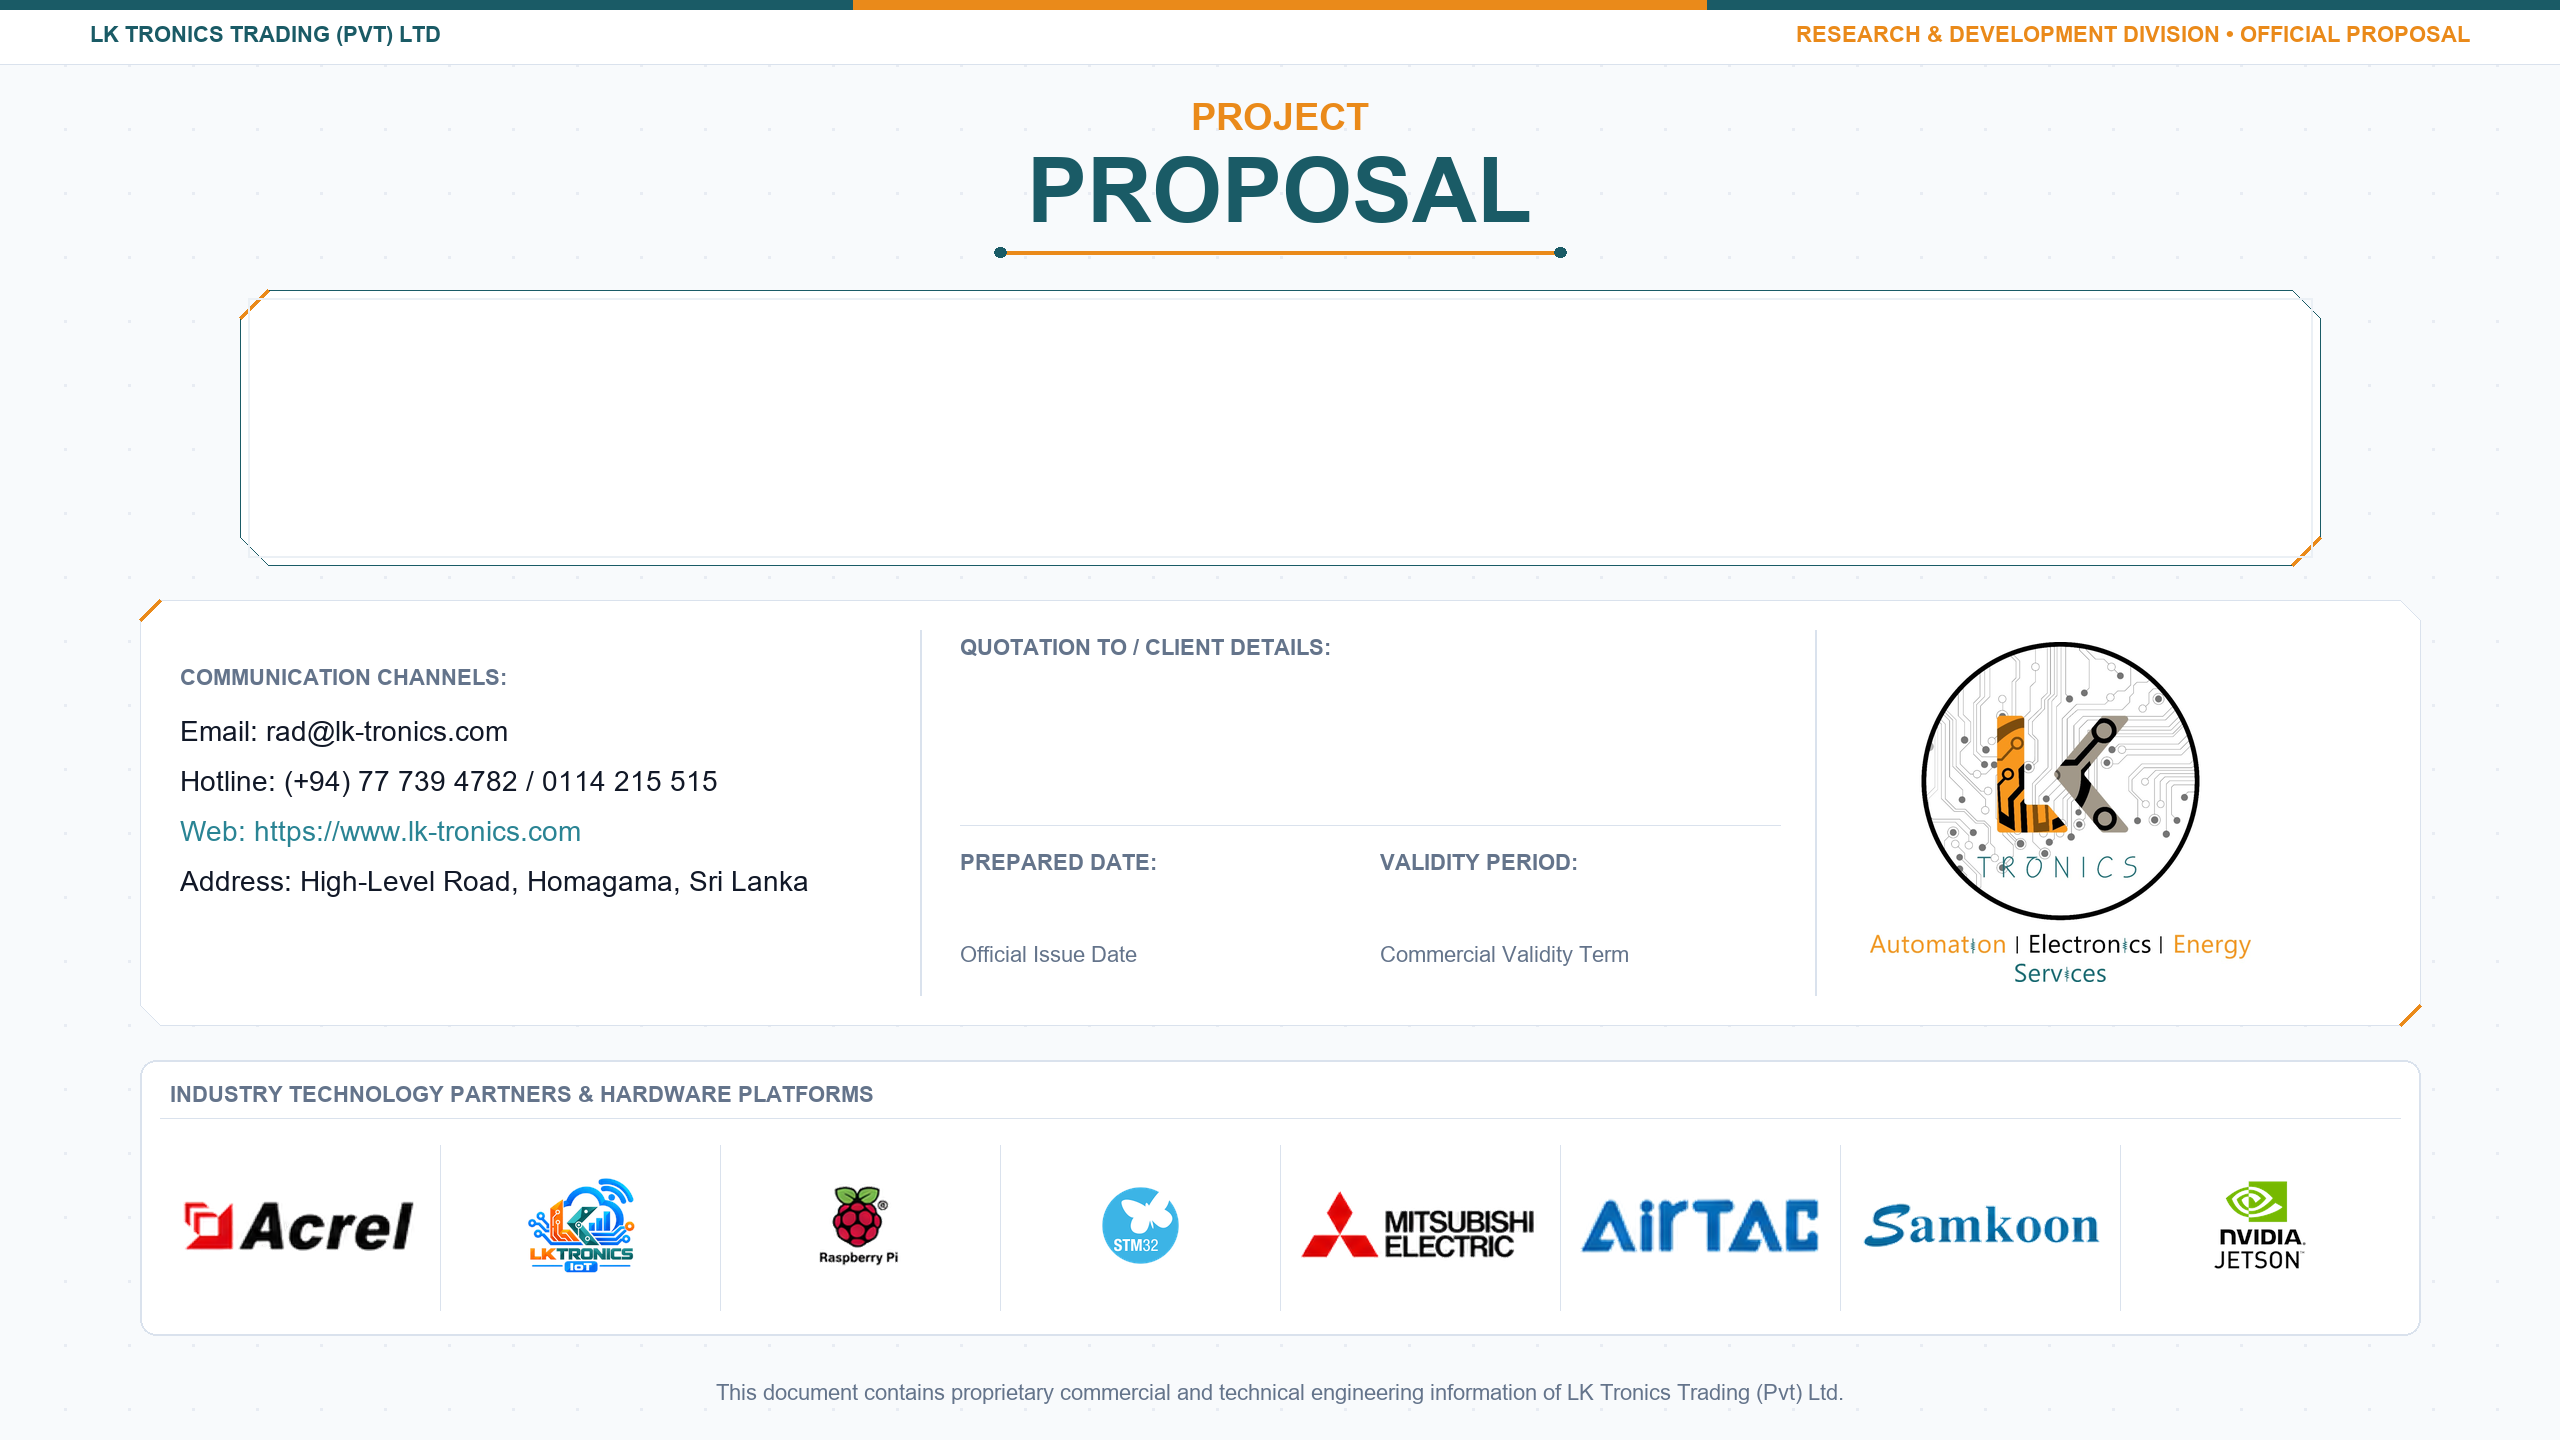 LK TRONICS TRADING (PVT) LTD
RESEARCH & DEVELOPMENT DIVISION • OFFICIAL PROPOSAL
PROJECT
PROPOSAL
COMMUNICATION CHANNELS:
Email: rad@lk-tronics.com
Hotline: (+94) 77 739 4782 / 0114 215 515
Web: https://www.lk-tronics.com
Address: High-Level Road, Homagama, Sri Lanka
QUOTATION TO / CLIENT DETAILS:
PREPARED DATE:
Official Issue Date
VALIDITY PERIOD:
Commercial Validity Term
LK
TRONICS
Automation | Electronics | Energy
Services
INDUSTRY TECHNOLOGY PARTNERS & HARDWARE PLATFORMS
Acrel
LKTRONICS
IoT
Raspberry Pi
STM32
MITSUBISHI
ELECTRIC
AirTAC
Samkoon
NVIDIA.
JETSON™
This document contains proprietary commercial and technical engineering information of LK Tronics Trading (Pvt) Ltd.